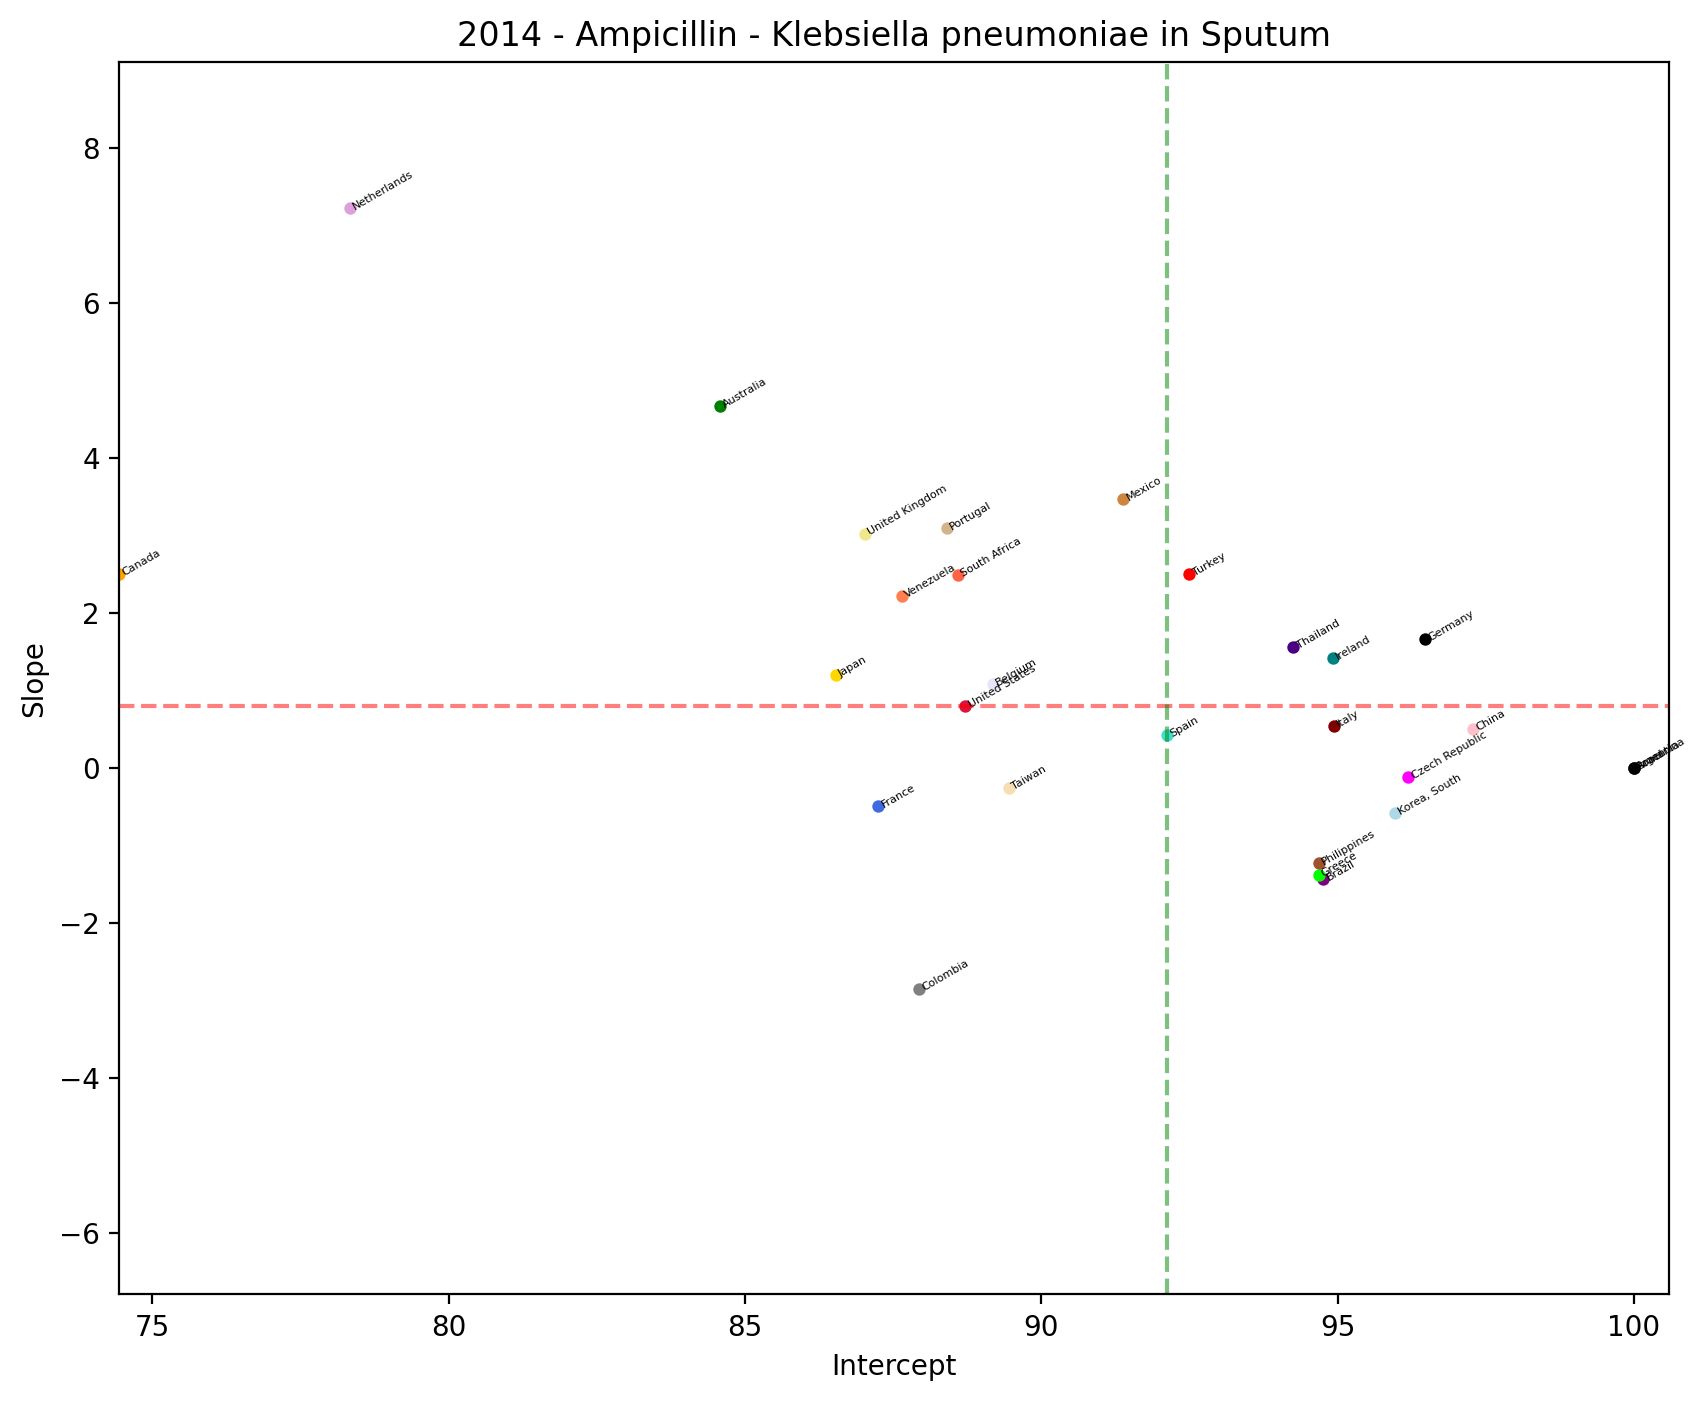 2014 - Ampicillin - Klebsiella pneumoniae in Sputum
8
Netherlands
6
Australia
4
Mexico
United Kingdom
Portugal
South Africa
Canada
Turkey
Venezuela
2
Germany
Thailand
Ireland
Japan
Belgium
United States
Slope
Italy
China
Spain
Czech Republic
0
Taiwan
Korea, South
France
Philippines
Greece
Brazil
−2
Colombia
−4
−6
75 80 85 90 95 100
Intercept